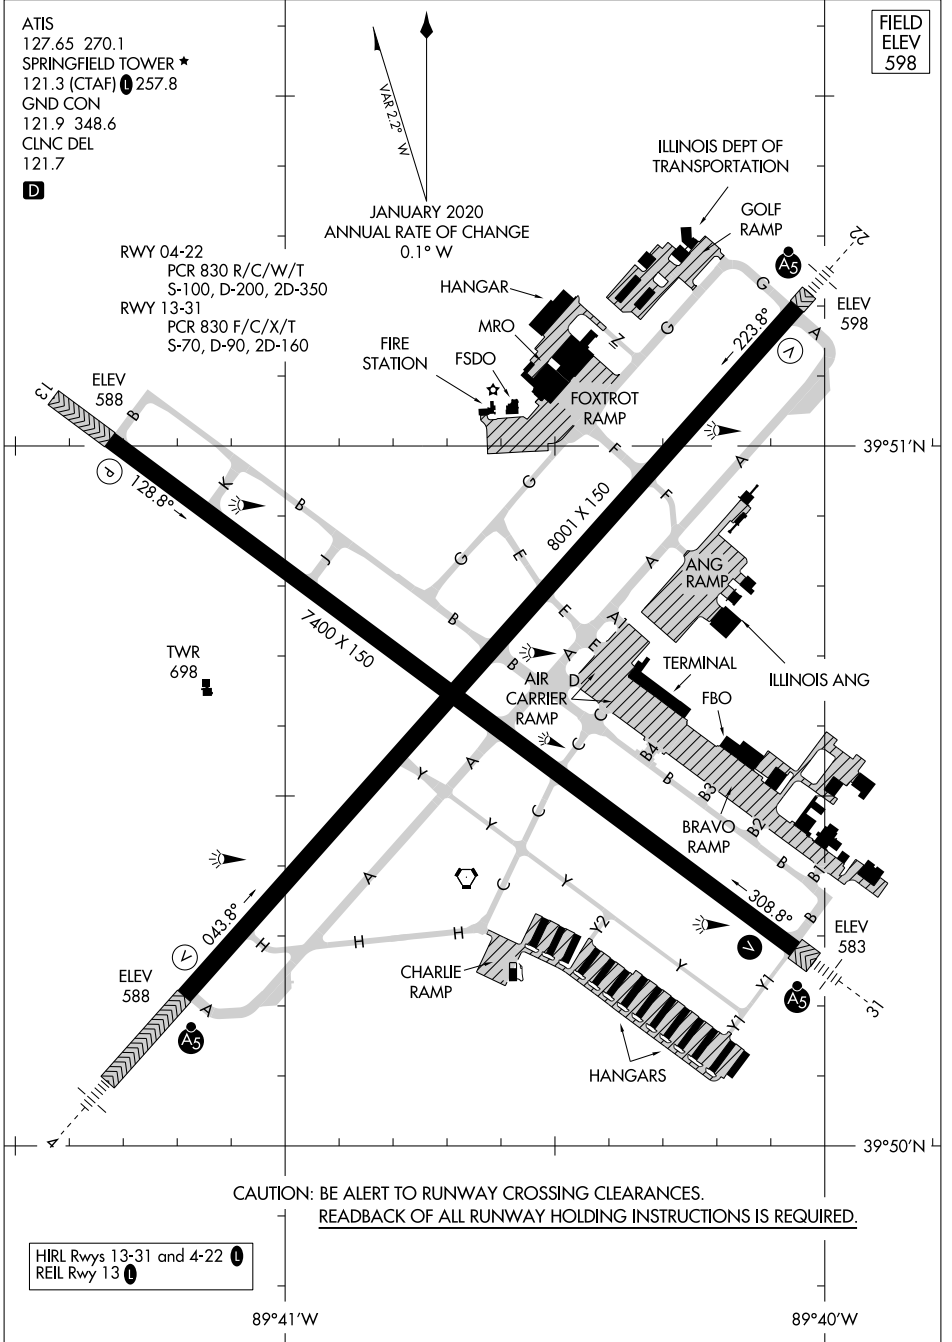 ATIS
127.65 270.1
SPRINGFIELD TOWER ★
121.3 (CTAF) L 257.8
GND CON
121.9 348.6
CLNC DEL
121.7
D
FIELD
ELEV
598
VAR 2.2° W
JANUARY 2020
ANNUAL RATE OF CHANGE
0.1° W
RWY 04-22
PCR 830 R/C/W/T
S-100, D-200, 2D-350
RWY 13-31
PCR 830 F/C/X/T
S-70, D-90, 2D-160
ILLINOIS DEPT OF
TRANSPORTATION
GOLF
RAMP
HANGAR
MRO
FIRE
STATION
FSDO
FOXTROT
RAMP
N
G
G
22
A5
ELEV
598
A
V
← 223.8°
13
ELEV
588
B
P
128.8° →
K
B
J
G
G
F
F
A
39°51'N
8001 X 150
E
E
A
ANG
RAMP
7400 X 150
B
B
A1
E
A
D
AIR
CARRIER
RAMP
TERMINAL
ILLINOIS ANG
FBO
TWR
698
C
C
B4
B
B3
BRAVO
RAMP
B2
B
B1
B
A
Y
C
Y
Y
A
C
← 308.8°
ELEV
583
V
043.8° →
V
H
H
H
Y2
Y
Y1
Y1
A5
31
ELEV
588
A
A5
CHARLIE
RAMP
HANGARS
4
39°50'N
CAUTION: BE ALERT TO RUNWAY CROSSING CLEARANCES.
READBACK OF ALL RUNWAY HOLDING INSTRUCTIONS IS REQUIRED.
HIRL Rwys 13-31 and 4-22 L
REIL Rwy 13 L
89°41'W
89°40'W